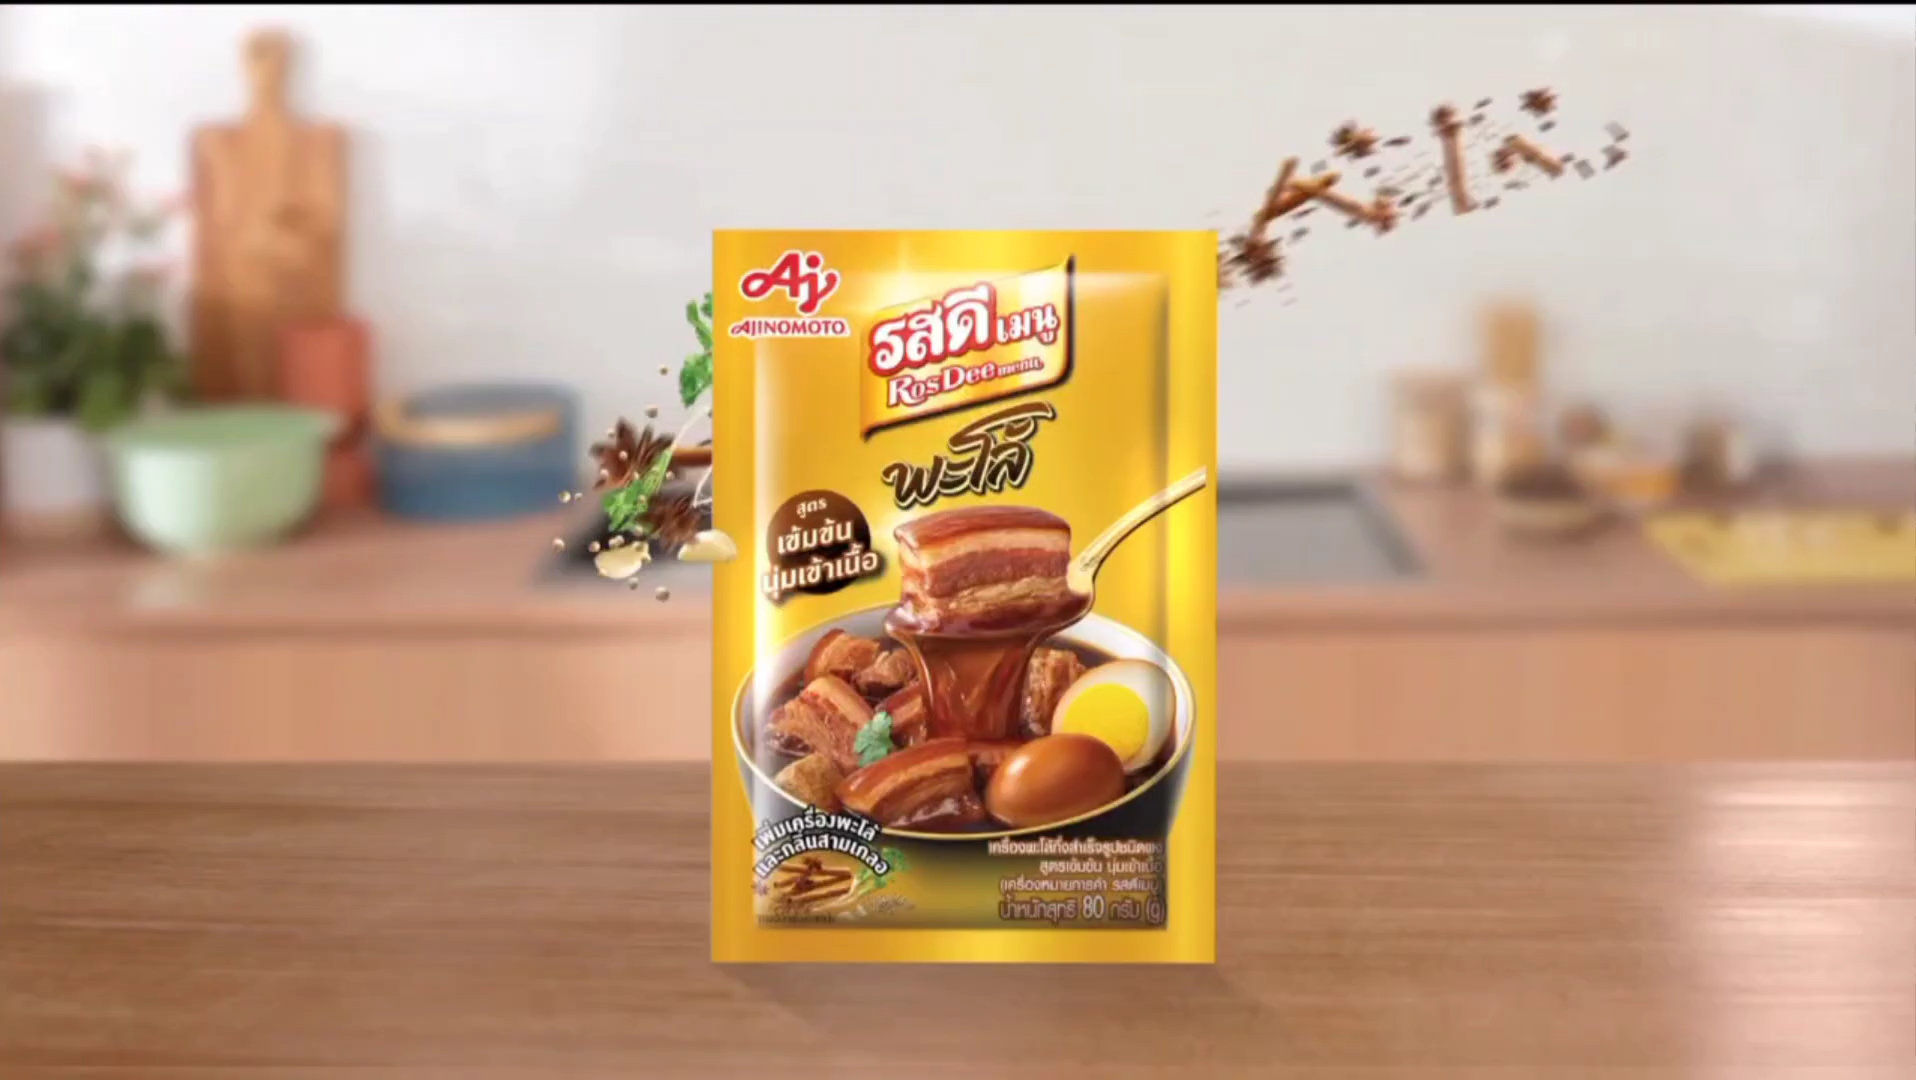 Aj
AJINOMOTO
รสดี เมนู
RosDee menu
พะโล้
สูตร
เข้มข้น
นุ่มเข้าเนื้อ
เพิ่มเครื่องพะโล้
และกลิ่นสามเกลอ
เครื่องพะโล้กึ่งสำเร็จรูปชนิดผง
สูตรเข้มข้น นุ่มเข้าเนื้อ
(เครื่องหมายการค้า รสดีเมนู)
น้ำหนักสุทธิ 80 กรัม (g)